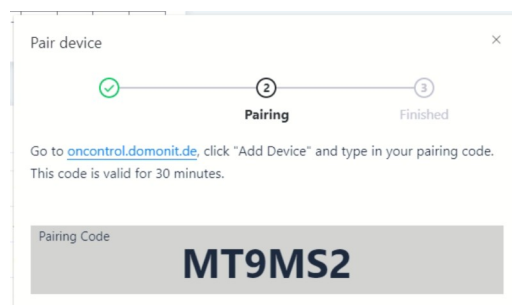 Pair device
2
3
Pairing
Finished
Go to oncontrol.domonit.de, click "Add Device" and type in your pairing code.
This code is valid for 30 minutes.
Pairing Code
MT9MS2